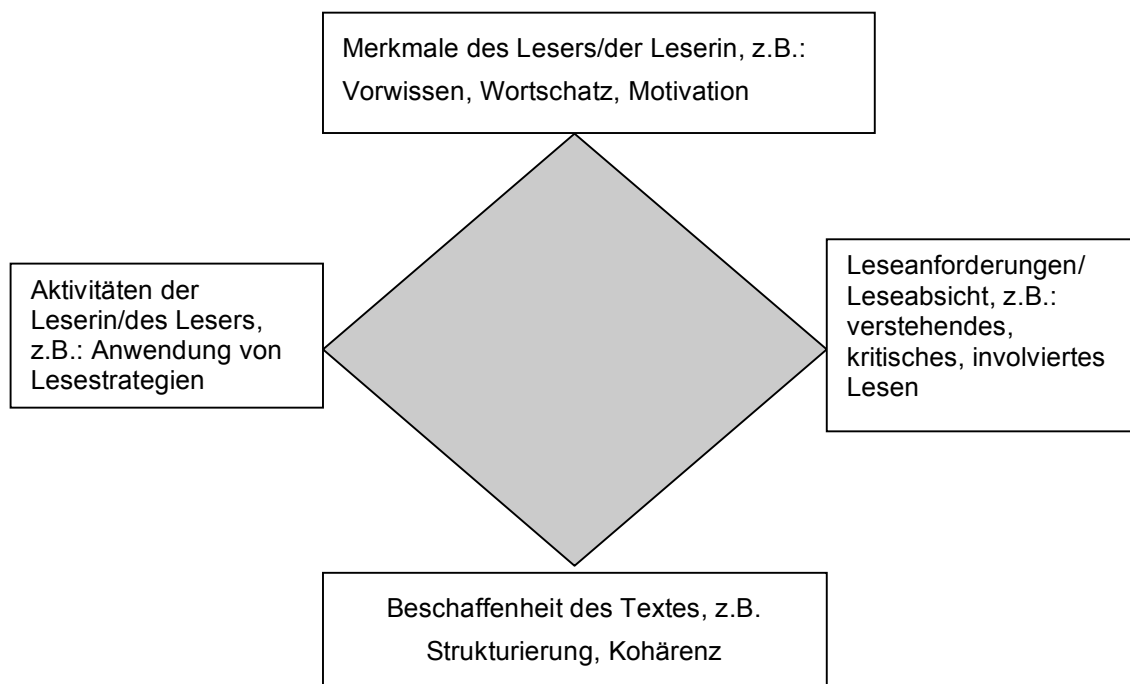 Merkmale des Lesers/der Leserin, z.B.:
Vorwissen, Wortschatz, Motivation
Aktivitäten der
Leserin/des Lesers,
z.B.: Anwendung von
Lesestrategien
Leseanforderungen/
Leseabsicht, z.B.:
verstehendes,
kritisches, involviertes
Lesen
Beschaffenheit des Textes, z.B.
Strukturierung, Kohärenz